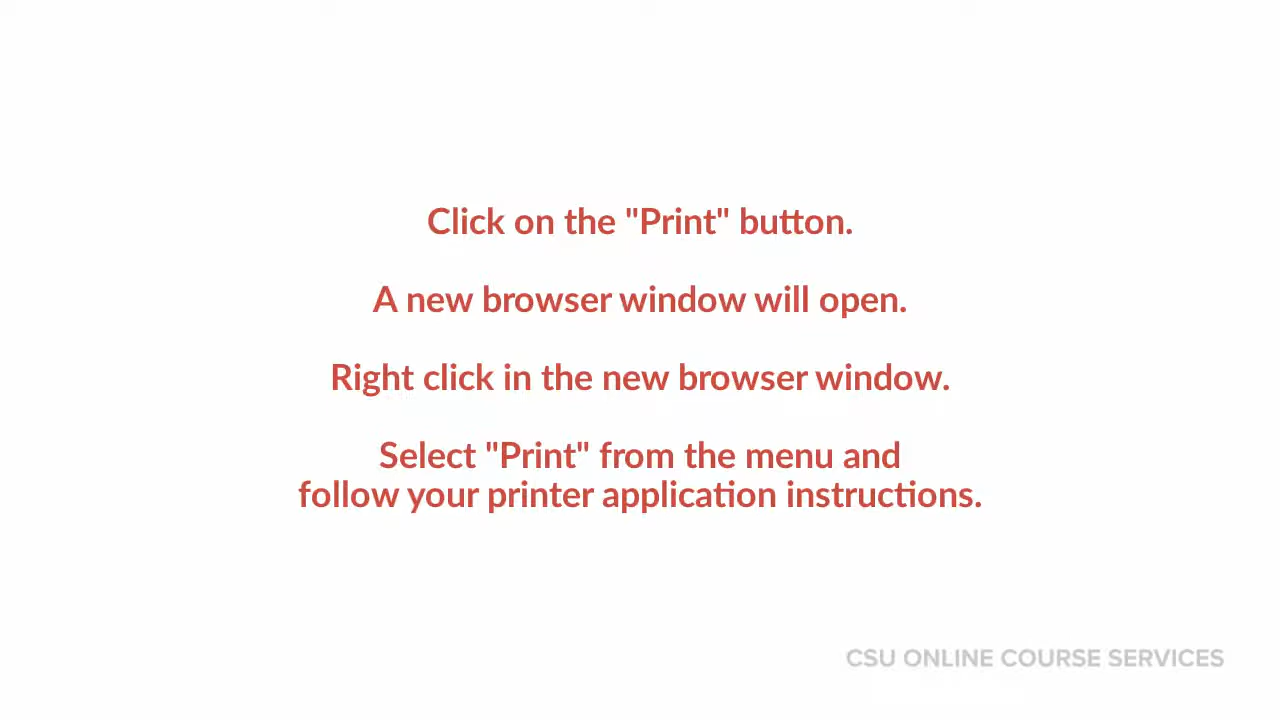 Click on the "Print" button.
A new browser window will open.
Right click in the new browser window.
Select "Print" from the menu and
follow your printer application instructions.
CSU ONLINE COURSE SERVICES